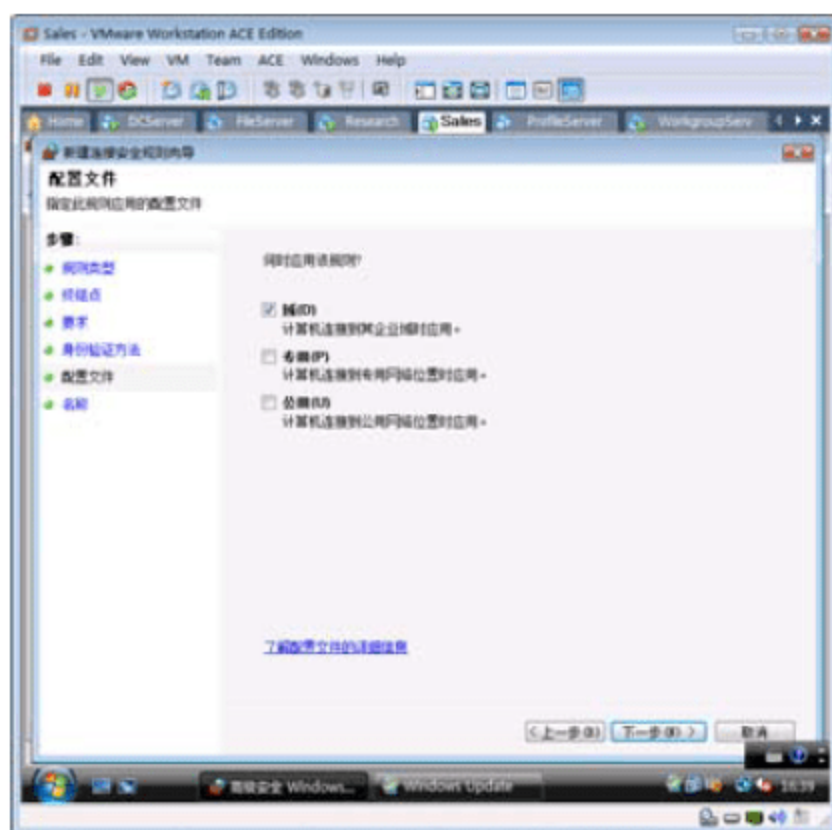 Sales - VMware Workstation ACE Edition
File Edit View VM Team ACE Windows Help
Home DCServer FileServer Research Sales ProfileServer WorkgroupServ
新建连接安全规则向导
配置文件
指定此规则应用的配置文件
步骤:
规则类型
终结点
要求
身份验证方法
配置文件
名称
何时应用该规则?
域(D)
计算机连接到其企业域时应用。
专用(P)
计算机连接到专用网络位置时应用。
公用(U)
计算机连接到公用网络位置时应用。
了解配置文件的详细信息
<上一步(B) 下一步(N) > 取消
高级安全 Windows... Windows Update 16:39